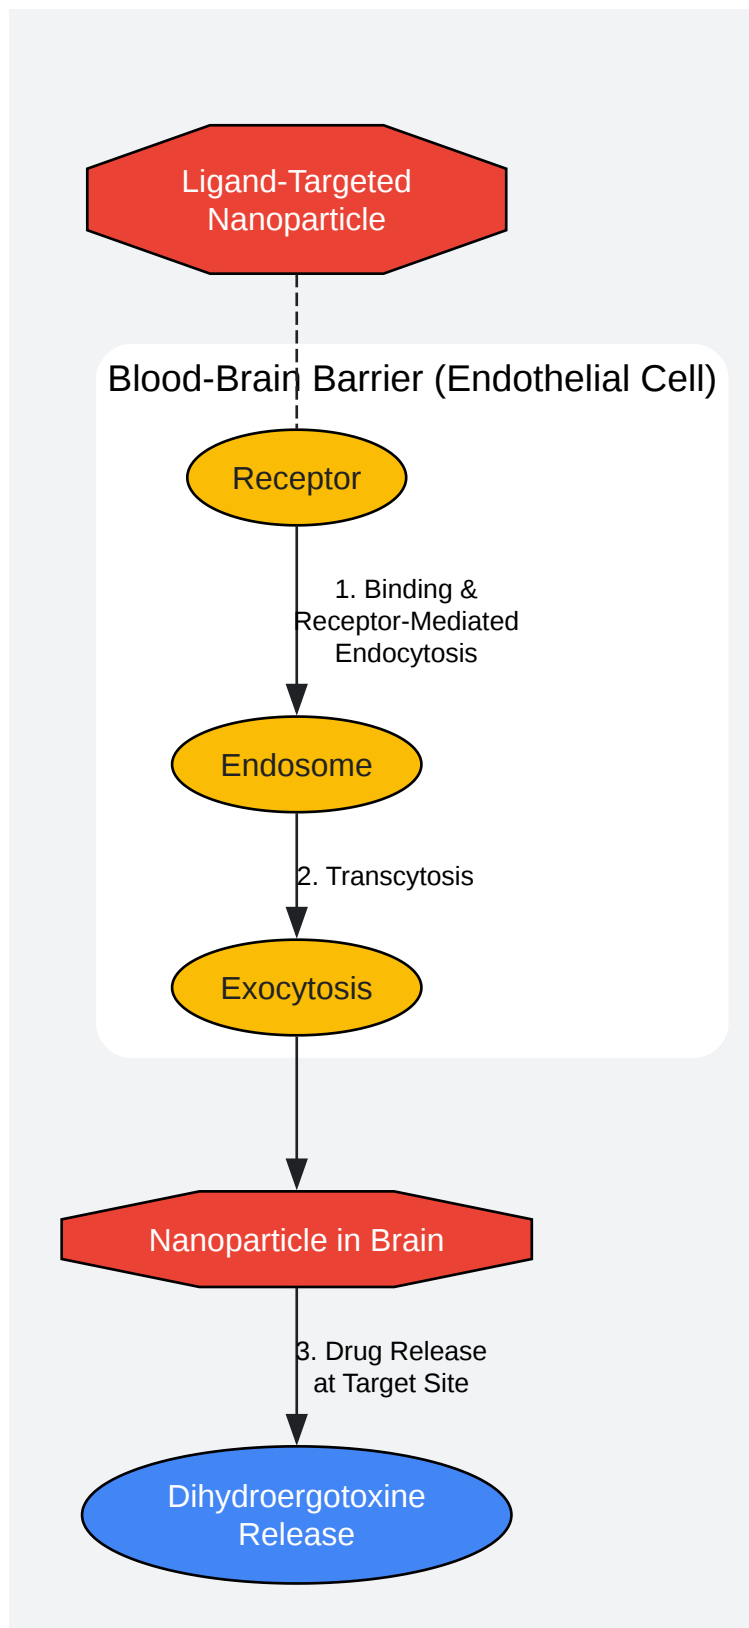 Ligand-Targeted
Nanoparticle
Blood-Brain Barrier (Endothelial Cell)
Receptor
1. Binding &
Receptor-Mediated
Endocytosis
Endosome
2. Transcytosis
Exocytosis
Nanoparticle in Brain
3. Drug Release
at Target Site
Dihydroergotoxine
Release